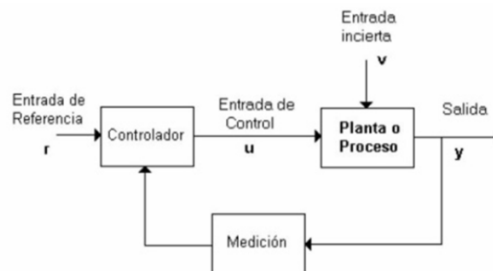 Entrada
incierta
v
Entrada de
Referencia
r
Controlador
Entrada de
Control
u
Planta o
Proceso
Salida
y
Medición